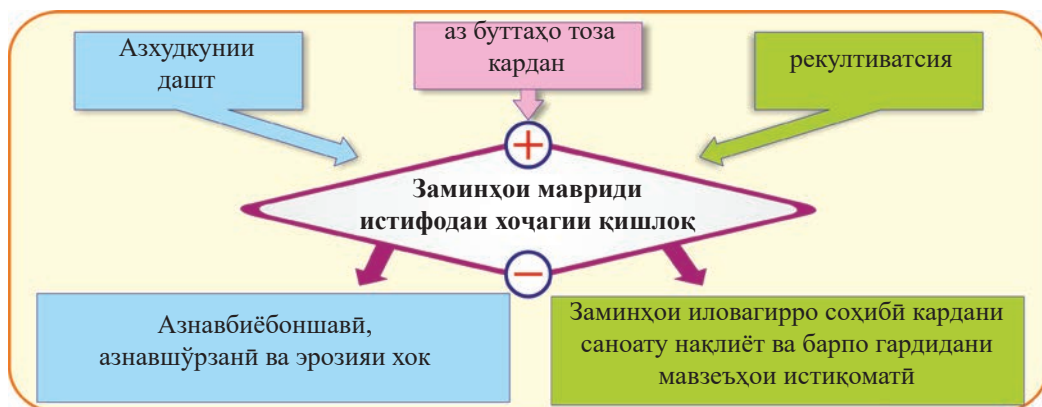 Азхудкунии
дашт
аз буттаҳо тоза
кардан
рекултиватсия
+
Заминҳои мавриди
истифодаи хоҷагии қишлоқ
−
Азнавбиёбоншавӣ,
азнавшӯрзанӣ ва эрозияи хок
Заминҳои иловагирро соҳибӣ кардани
саноату нақлиёт ва барпо гардидани
мавзеъҳои истиқоматӣ